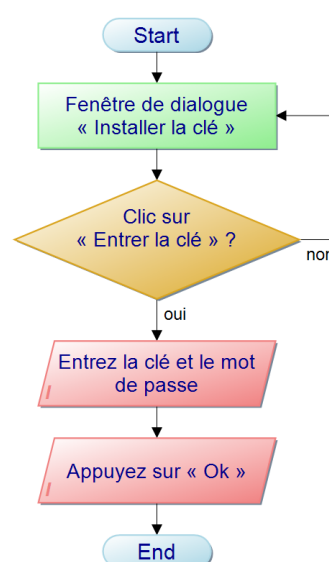 Start
Fenêtre de dialogue
« Installer la clé »
Clic sur
« Entrer la clé » ?
non
oui
Entrez la clé et le mot
de passe
Appuyez sur « Ok »
End